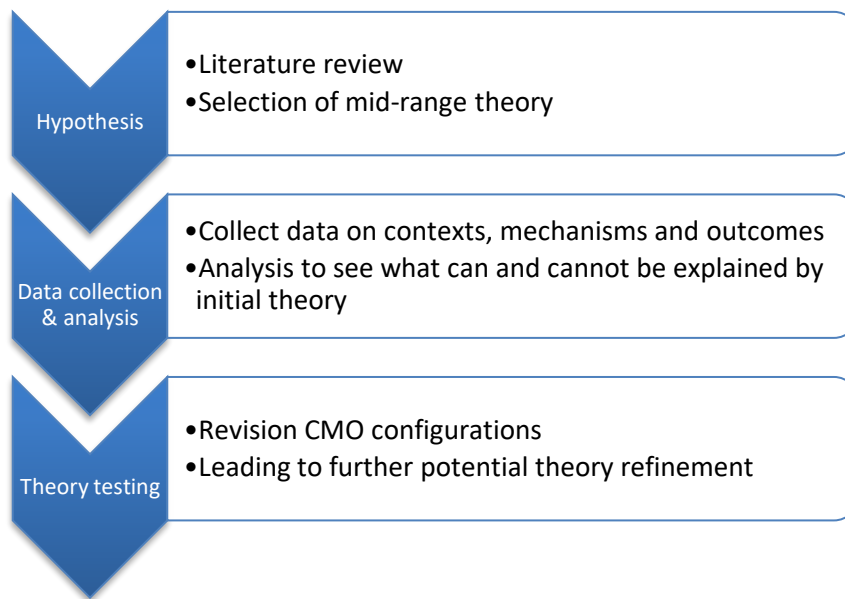 Hypothesis
•Literature review
•Selection of mid-range theory
Data collection
& analysis
•Collect data on contexts, mechanisms and outcomes
•Analysis to see what can and cannot be explained by
initial theory
Theory testing
•Revision CMO configurations
•Leading to further potential theory refinement